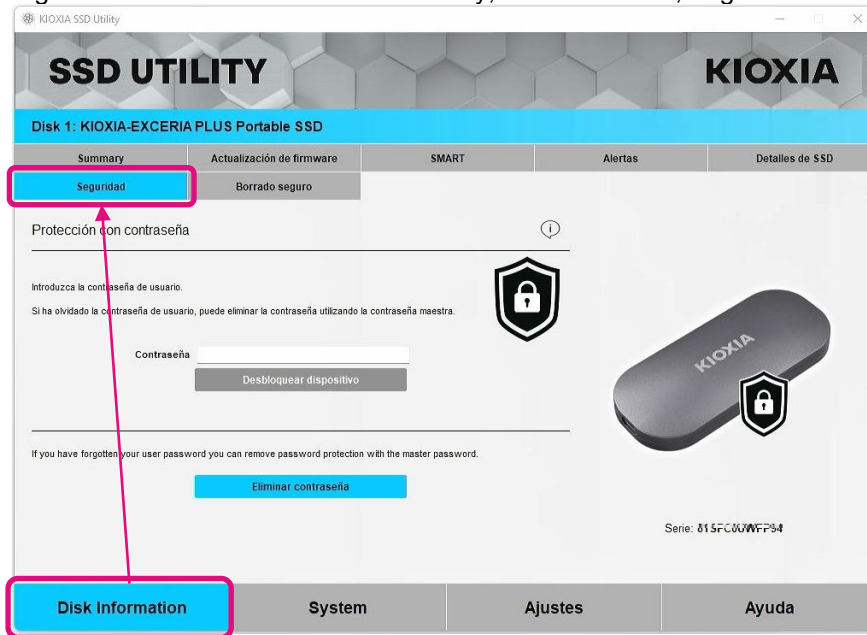 KIOXIA SSD Utility
SSD UTILITY
KIOXIA
Disk 1: KIOXIA-EXCERIA PLUS Portable SSD
Summary
Actualización de firmware
SMART
Alertas
Detalles de SSD
Seguridad
Borrado seguro
Protección con contraseña
Introduzca la contraseña de usuario.
Si ha olvidado la contraseña de usuario, puede eliminar la contraseña utilizando la contraseña maestra.
Contraseña
Desbloquear dispositivo
KIOXIA
If you have forgotten your user password you can remove password protection with the master password.
Eliminar contraseña
Serie:
Disk Information
System
Ajustes
Ayuda